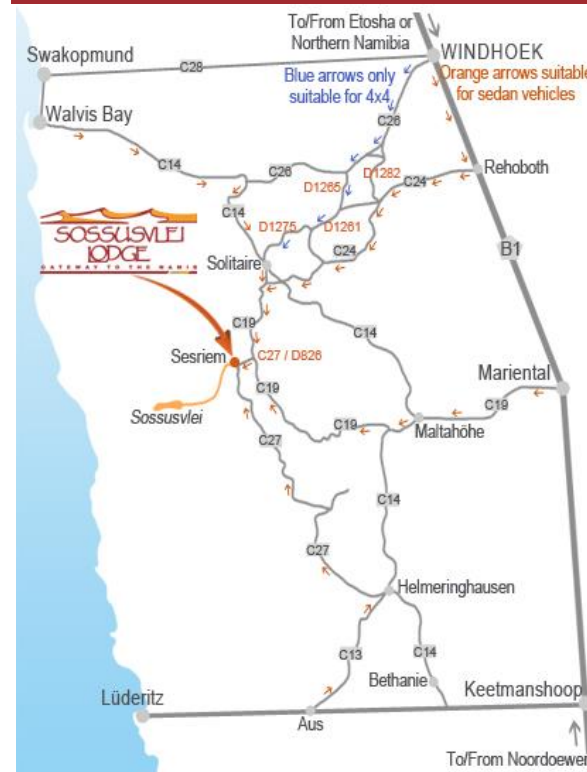 To/From Etosha or
Northern Namibia
Swakopmund
C28
WINDHOEK
Blue arrows only
suitable for 4x4
Orange arrows suitable
for sedan vehicles
Walvis Bay
C26
C14
C26
D1282
Rehoboth
D1265
C24
C14
SOSSUSVLEI
LODGE
GATEWAY TO THE NAMIB
D1275
D1261
B1
Solitaire
C24
C19
C14
Sesriem
C27 / D826
Mariental
Sossusvlei
C19
C19
C19
Maltahöhe
C27
C14
C27
Helmeringhausen
C13
C14
Bethanie
Keetmanshoop
Lüderitz
Aus
To/From Noordoewer